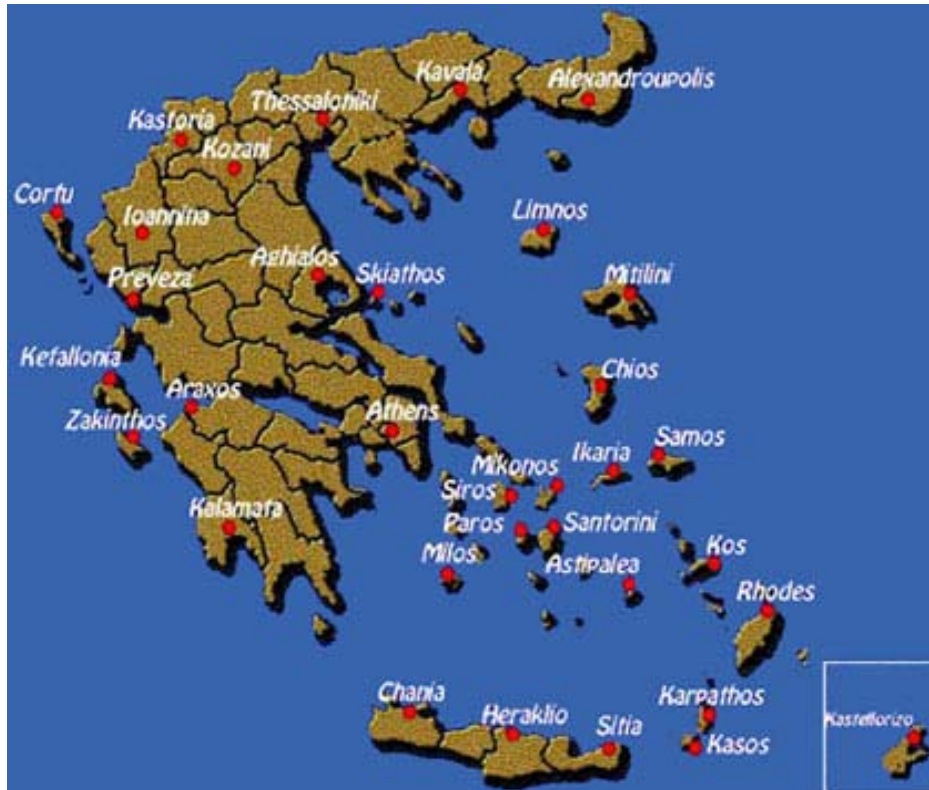 Kavala
Alexandroupolis
Thessaloniki
Kastoria
Kozani
Corfu
Ioannina
Limnos
Aghialos
Skiathos
Preveza
Mitilini
Kefallonia
Chios
Araxos
Zakinthos
Athens
Samos
Ikaria
Mikonos
Siros
Kalamata
Paros
Santorini
Milos
Astipalea
Kos
Rhodes
Chania
Karpathos
Heraklio
Sitia
Kasos
Kastellorizo